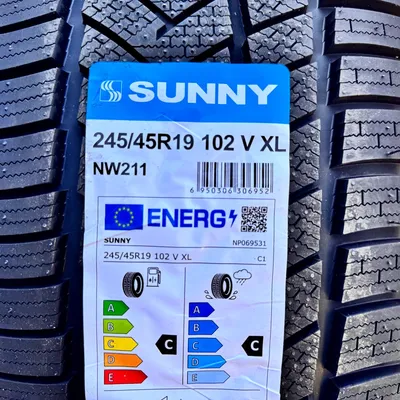 SUNNY
245/45R19 102 V XL
NW211
6 950306 306952
ENERG
SUNNY NP069531
245/45R19 102 V XL C1
A A
B B
C C C C
D D
E E